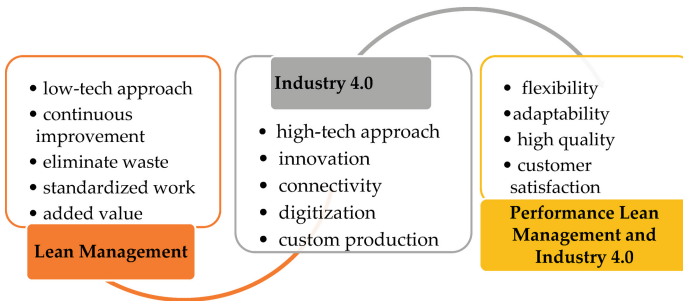 • low-tech approach
• continuous
improvement
• eliminate waste
• standardized work
• added value
Lean Management
Industry 4.0
• high-tech approach
• innovation
• connectivity
• digitization
• custom production
• flexibility
•adaptability
• high quality
• customer
satisfaction
Performance Lean
Management and
Industry 4.0